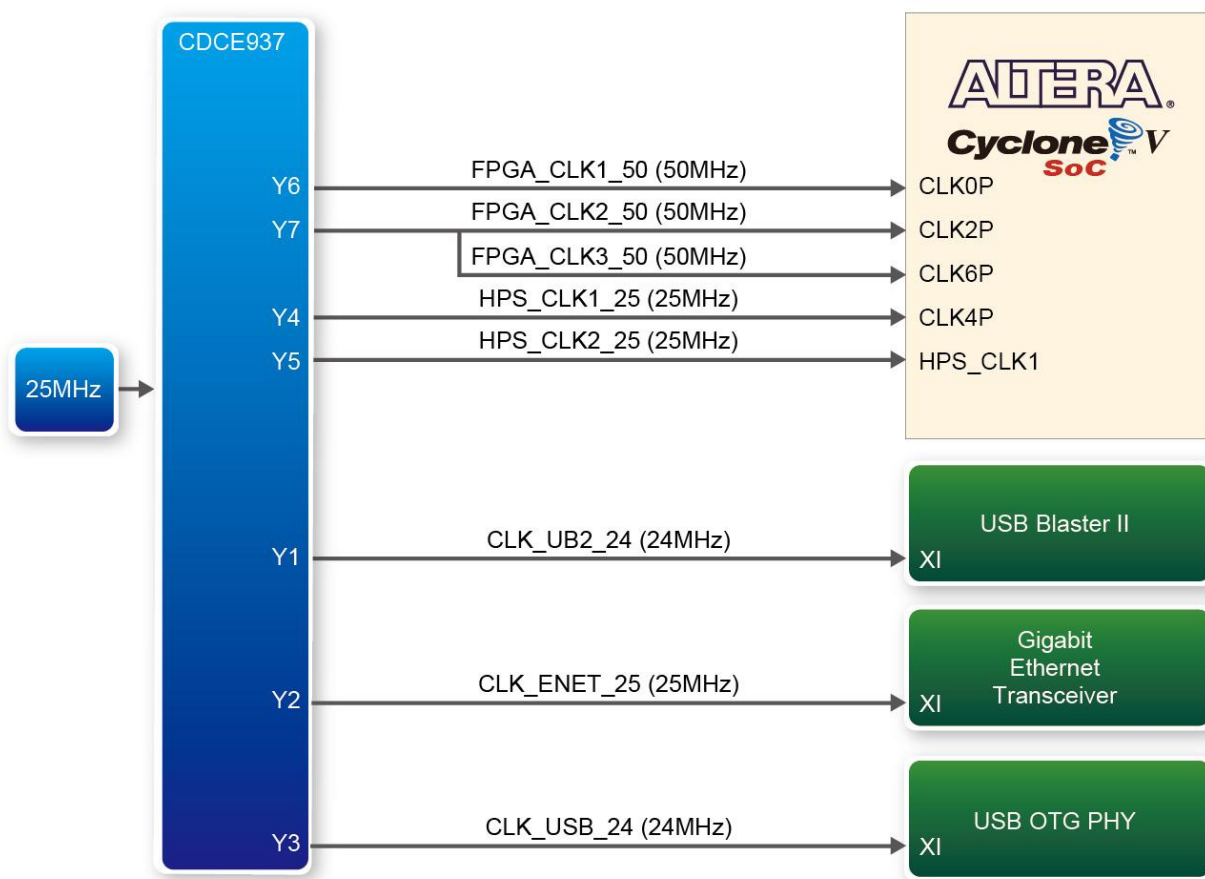 CDCE937
ALTERA®
Cyclone™ V
SoC
Y6
FPGA_CLK1_50 (50MHz)
CLK0P
Y7
FPGA_CLK2_50 (50MHz)
CLK2P
FPGA_CLK3_50 (50MHz)
CLK6P
Y4
HPS_CLK1_25 (25MHz)
CLK4P
Y5
HPS_CLK2_25 (25MHz)
HPS_CLK1
25MHz
Y1
CLK_UB2_24 (24MHz)
USB Blaster II
XI
Y2
CLK_ENET_25 (25MHz)
Gigabit
Ethernet
Transceiver
XI
Y3
CLK_USB_24 (24MHz)
USB OTG PHY
XI